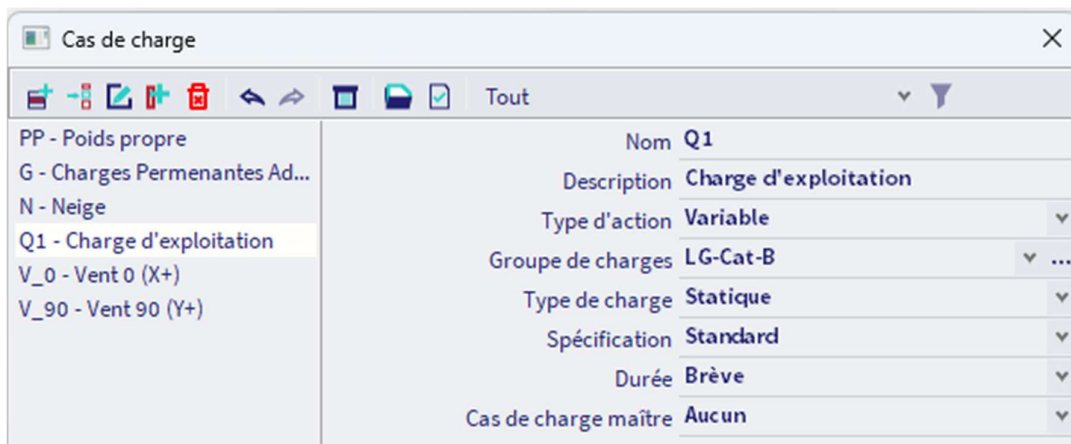 Cas de charge
Tout
PP - Poids propre
G - Charges Permenantes Ad...
N - Neige
Q1 - Charge d'exploitation
V_0 - Vent 0 (X+)
V_90 - Vent 90 (Y+)
Nom Q1
Description Charge d'exploitation
Type d'action Variable
Groupe de charges LG-Cat-B ...
Type de charge Statique
Spécification Standard
Durée Brève
Cas de charge maître Aucun